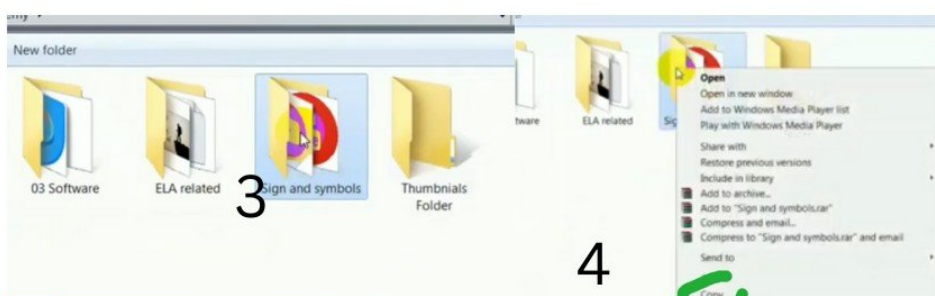 New folder
03 Software
ELA related
Sign and symbols
Thumbnials
Folder
3
ELA related
Open
Open in new window
Add to Windows Media Player list
Play with Windows Media Player
Share with
Restore previous versions
Include in library
Add to archive...
Add to "Sign and symbols.rar"
Compress and email...
Compress to "Sign and symbols.rar" and email
Send to
Copy
4